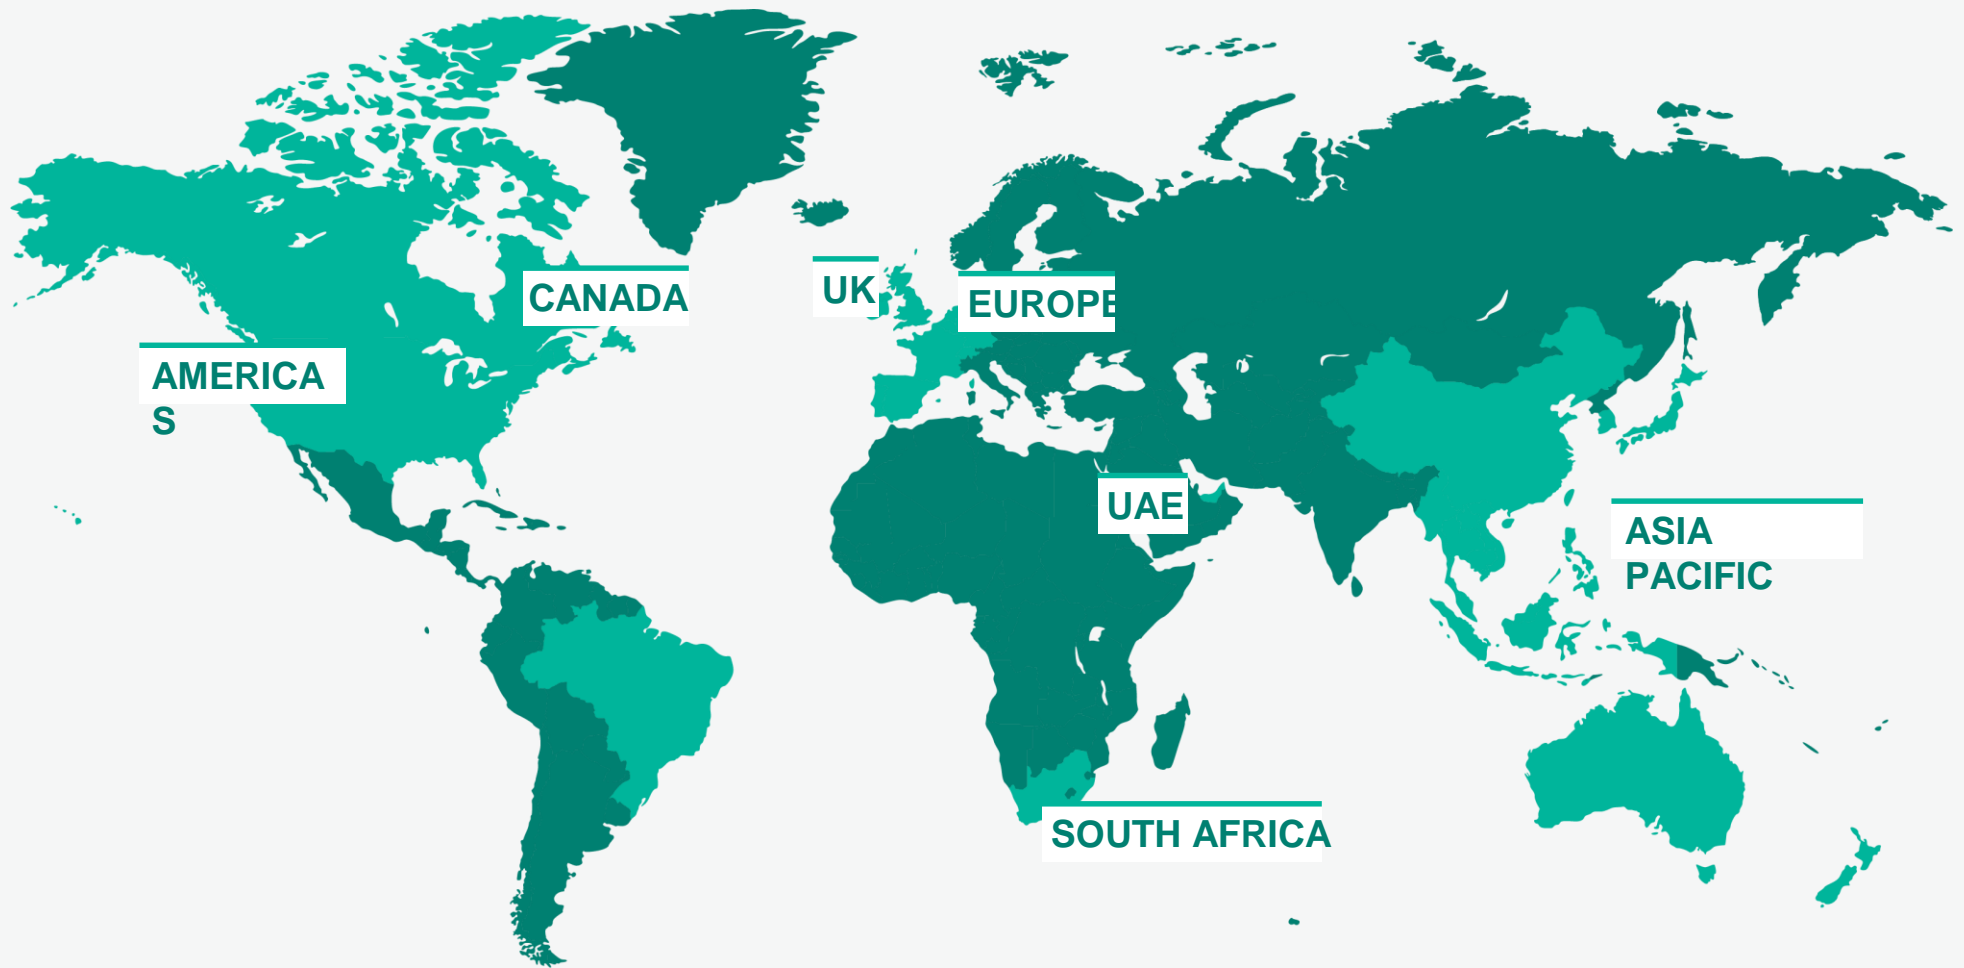 CANADA
UK
EUROPE
AMERICA
S
UAE
ASIA
PACIFIC
SOUTH AFRICA